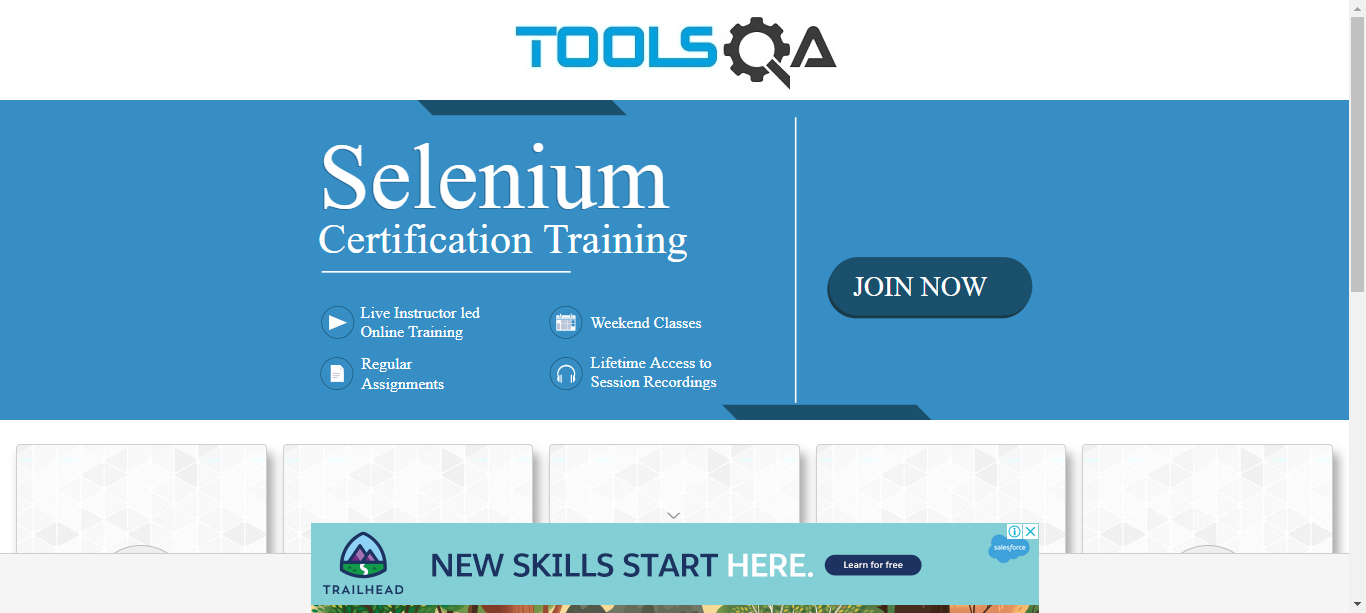 TOOLSQA
Selenium
Certification Training
JOIN NOW
Live Instructor led
Online Training
Weekend Classes
Regular
Assignments
Lifetime Access to
Session Recordings
TRAILHEAD
NEW SKILLS START HERE.
Learn for free
salesforce